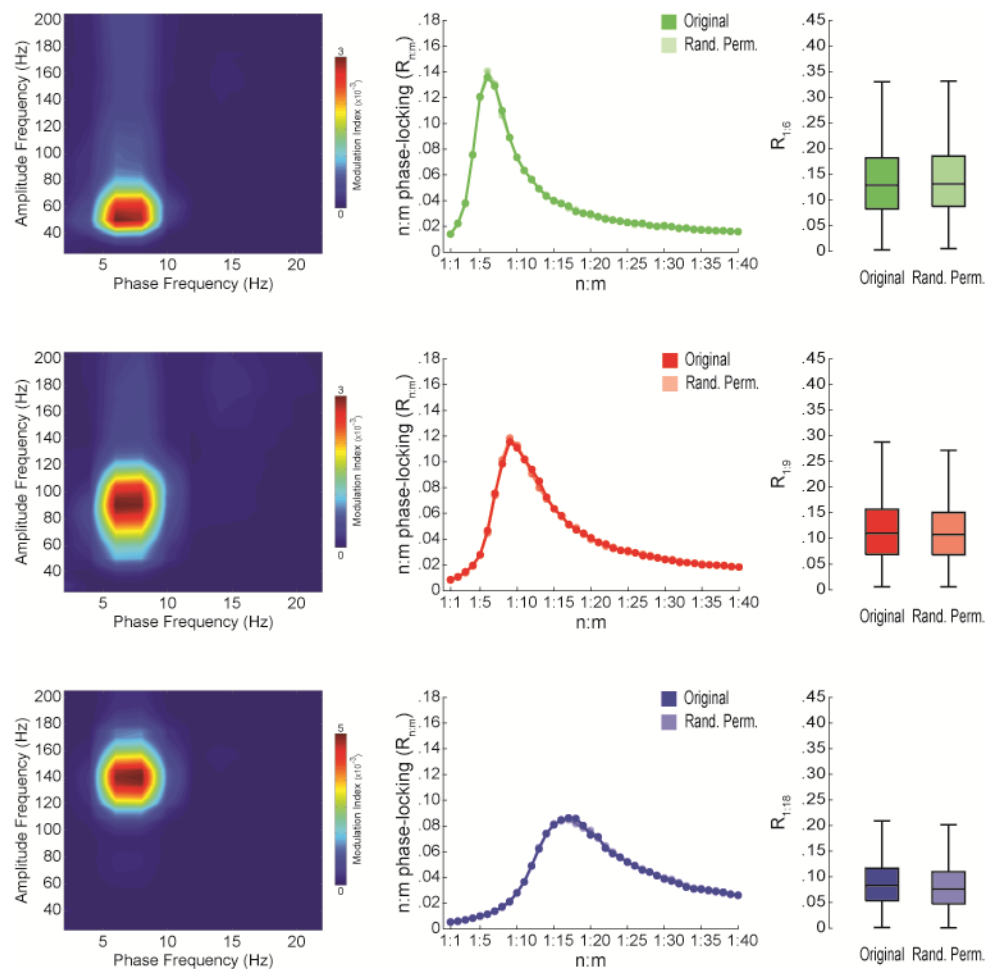 200
180
160
140
120
100
80
60
40
Amplitude Frequency (Hz)
5 10 15 20
Phase Frequency (Hz)
3
0
Modulation Index (x10⁻³)
.18
.16
.14
.12
.10
.08
.06
.04
.02
0
n:m phase-locking (Rn:m)
1:1 1:5 1:10 1:15 1:20 1:25 1:30 1:35 1:40
n:m
Original
Rand. Perm.
.45
.40
.35
.30
.25
.20
.15
.10
.05
0
R1:6
Original Rand. Perm.
200
180
160
140
120
100
80
60
40
Amplitude Frequency (Hz)
5 10 15 20
Phase Frequency (Hz)
3
0
Modulation Index (x10⁻³)
.18
.16
.14
.12
.10
.08
.06
.04
.02
0
n:m phase-locking (Rn:m)
1:1 1:5 1:10 1:15 1:20 1:25 1:30 1:35 1:40
n:m
Original
Rand. Perm.
.45
.40
.35
.30
.25
.20
.15
.10
.05
0
R1:9
Original Rand. Perm.
200
180
160
140
120
100
80
60
40
Amplitude Frequency (Hz)
5 10 15 20
Phase Frequency (Hz)
5
0
Modulation Index (x10⁻³)
.18
.16
.14
.12
.10
.08
.06
.04
.02
0
n:m phase-locking (Rn:m)
1:1 1:5 1:10 1:15 1:20 1:25 1:30 1:35 1:40
n:m
Original
Rand. Perm.
.45
.40
.35
.30
.25
.20
.15
.10
.05
0
R1:18
Original Rand. Perm.